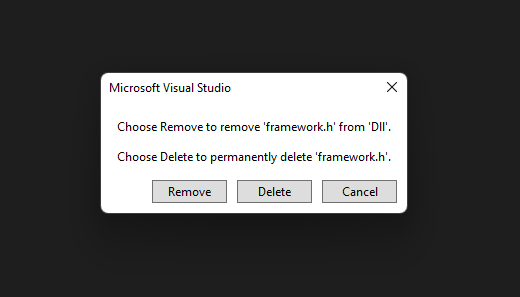 Microsoft Visual Studio
Choose Remove to remove 'framework.h' from 'Dll'.
Choose Delete to permanently delete 'framework.h'.
Remove Delete Cancel